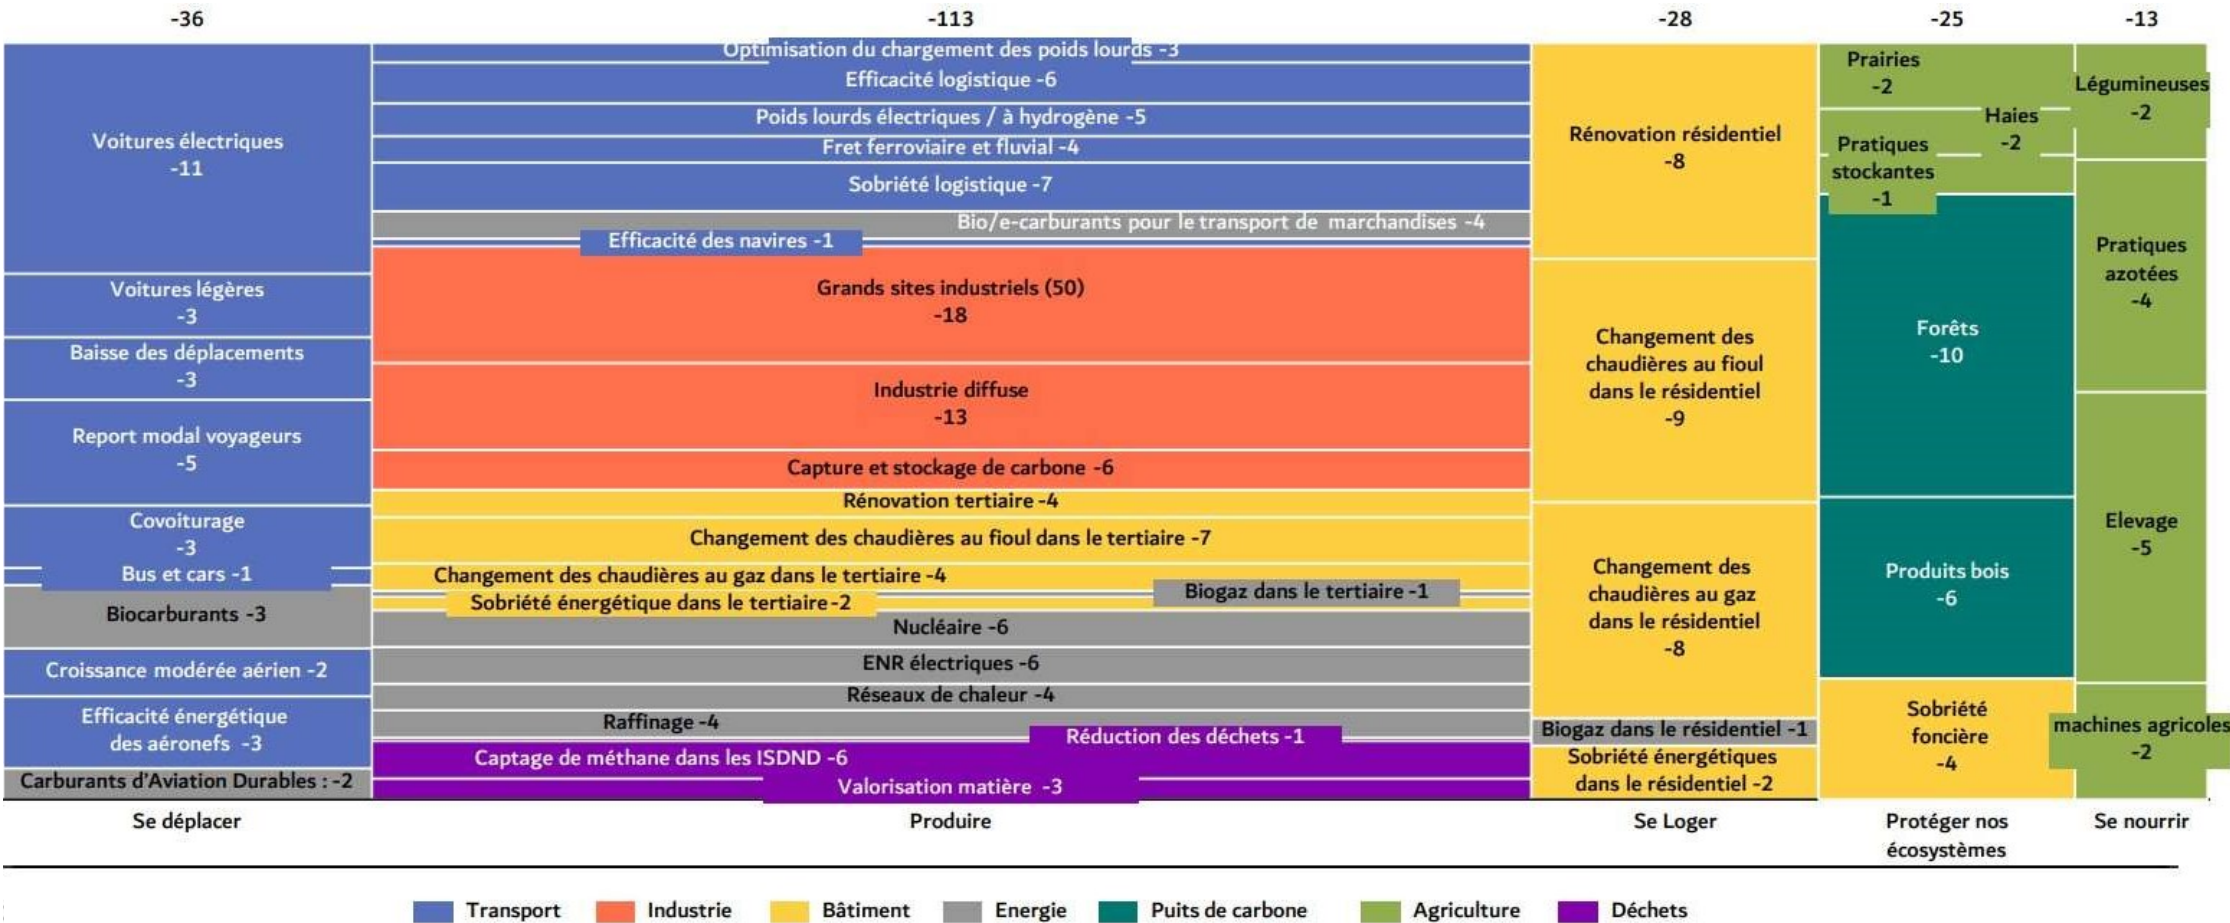 -36
-113
-28
-25
-13
Voitures électriques
-11
Voitures légères
-3
Baisse des déplacements
-3
Report modal voyageurs
-5
Covoiturage
-3
Bus et cars -1
Biocarburants -3
Croissance modérée aérien -2
Efficacité énergétique
des aéronefs -3
Carburants d'Aviation Durables : -2
Optimisation du chargement des poids lourds -3
Efficacité logistique -6
Poids lourds électriques / à hydrogène -5
Fret ferroviaire et fluvial -4
Sobriété logistique -7
Bio/e-carburants pour le transport de marchandises -4
Efficacité des navires -1
Grands sites industriels (50)
-18
Industrie diffuse
-13
Capture et stockage de carbone -6
Rénovation tertiaire -4
Changement des chaudières au fioul dans le tertiaire -7
Changement des chaudières au gaz dans le tertiaire -4
Biogaz dans le tertiaire -1
Sobriété énergétique dans le tertiaire -2
Nucléaire -6
ENR électriques -6
Réseaux de chaleur -4
Raffinage -4
Réduction des déchets -1
Captage de méthane dans les ISDND -6
Valorisation matière -3
Rénovation résidentiel
-8
Changement des
chaudières au fioul
dans le résidentiel
-9
Changement des
chaudières au gaz
dans le résidentiel
-8
Biogaz dans le résidentiel -1
Sobriété énergétiques
dans le résidentiel -2
Prairies
-2
Haies
-2
Pratiques
stockantes
-1
Forêts
-10
Produits bois
-6
Sobriété
foncière
-4
Légumineuses
-2
Pratiques
azotées
-4
Elevage
-5
machines agricoles
-2
Se déplacer
Produire
Se Loger
Protéger nos
écosystèmes
Se nourrir
Transport
Industrie
Bâtiment
Energie
Puits de carbone
Agriculture
Déchets